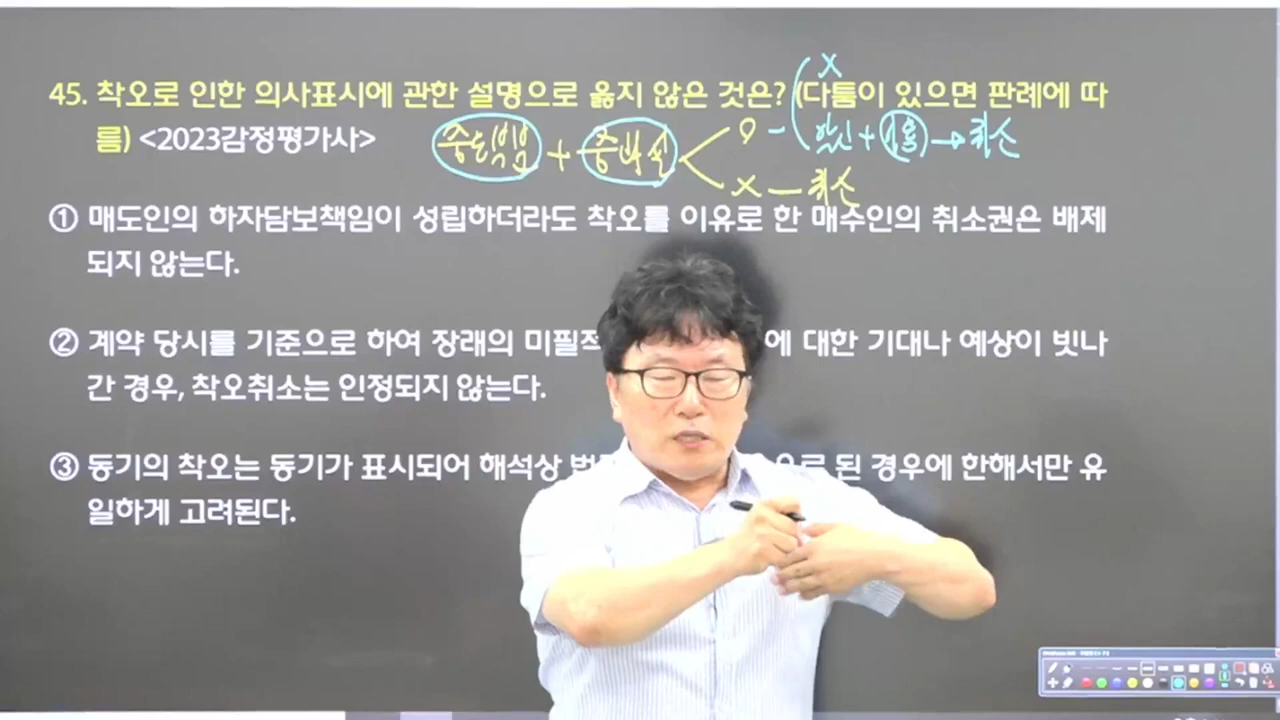 45. 착오로 인한 의사표시에 관한 설명으로 옳지 않은 것은? (다툼이 있으면 판례에 따
름) <2023감정평가사>
X
중
+ 중
+
→ 취소
X — 취소
① 매도인의 하자담보책임이 성립하더라도 착오를 이유로 한 매수인의 취소권은 배제
되지 않는다.
② 계약 당시를 기준으로 하여 장래의 미필적 에 대한 기대나 예상이 빗나
간 경우, 착오취소는 인정되지 않는다.
③ 동기의 착오는 동기가 표시되어 해석상 으로 된 경우에 한해서만 유
일하게 고려된다.